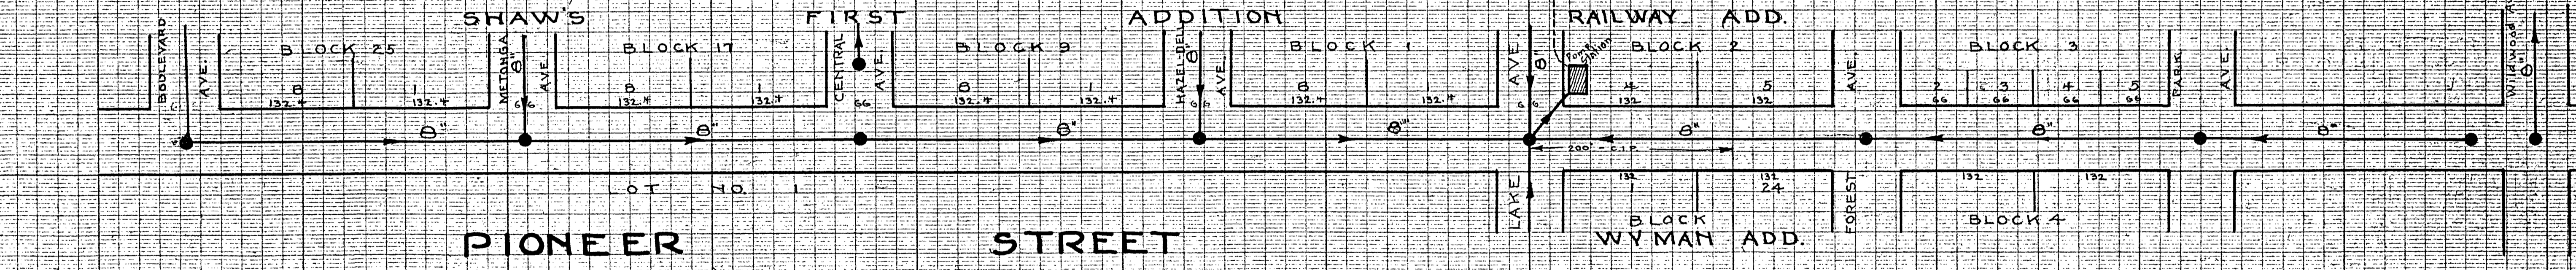 SHAW'S FIRST ADDITION RAILWAY ADD.
BOULEVARD AVE.
BLOCK 25
8 1
132.4 132.4
METONGA AVE.
8"
66
BLOCK 17
8 1
132.4 132.4
CENTRAL AVE.
66
BLOCK 9
8 1
132.4 132.4
HAZEL-DELL AVE.
8"
66
BLOCK 1
8
132.4 132.4
AVE.
8"
66
Pump Station
BLOCK 2
4 5
132 132
AVE.
BLOCK 3
2 3 4 5
66 66 66 66
PARK AVE.
Wildwood
8"
8" 8" 8" 8" 8" 8" 8"
200' - C.I.P.
LOT NO. 1
LAKE
132 132
1 24
BLOCK
WYMAN ADD.
FOREST
132 132
BLOCK 4
PIONEER STREET